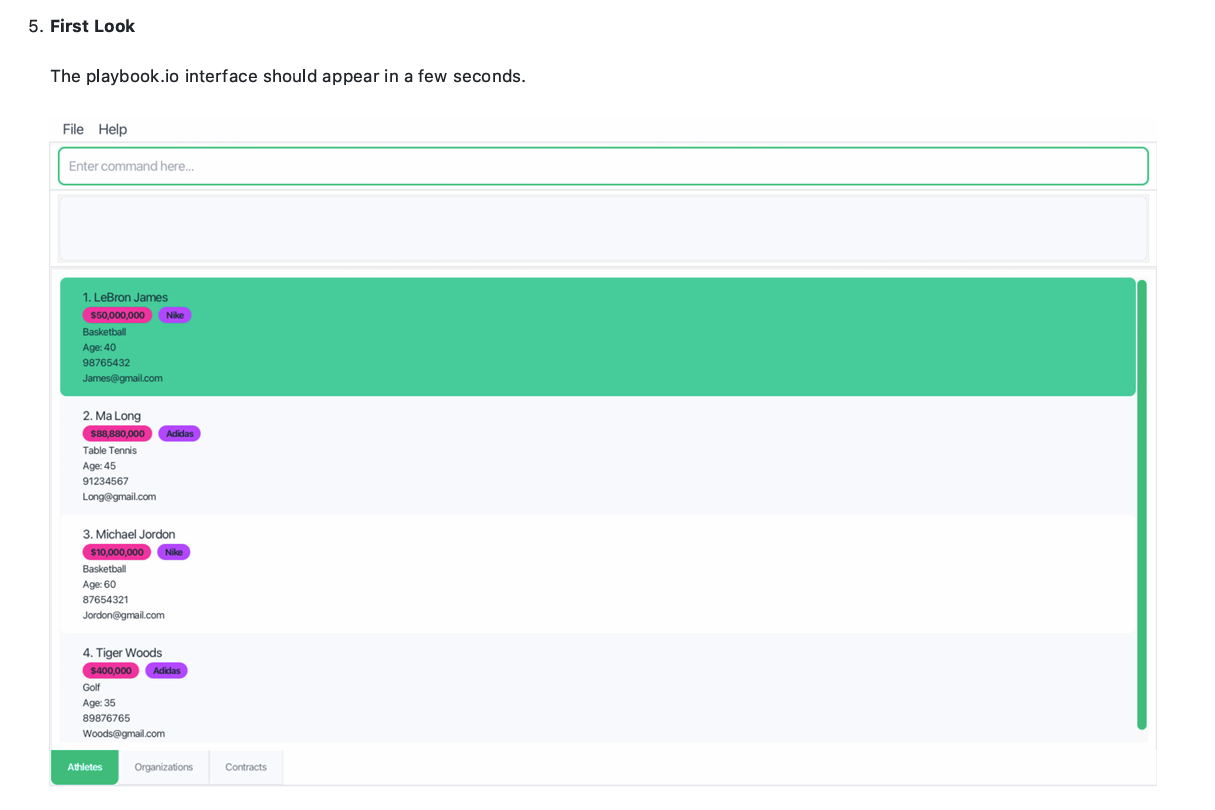 5. First Look
The playbook.io interface should appear in a few seconds.
File Help
Enter command here...
1. LeBron James
$50,000,000 Nike
Basketball
Age: 40
98765432
James@gmail.com
2. Ma Long
$88,880,000 Adidas
Table Tennis
Age: 45
91234567
Long@gmail.com
3. Michael Jordon
$10,000,000 Nike
Basketball
Age: 60
87654321
Jordon@gmail.com
4. Tiger Woods
$400,000 Adidas
Golf
Age: 35
89876765
Woods@gmail.com
Athletes Organizations Contracts